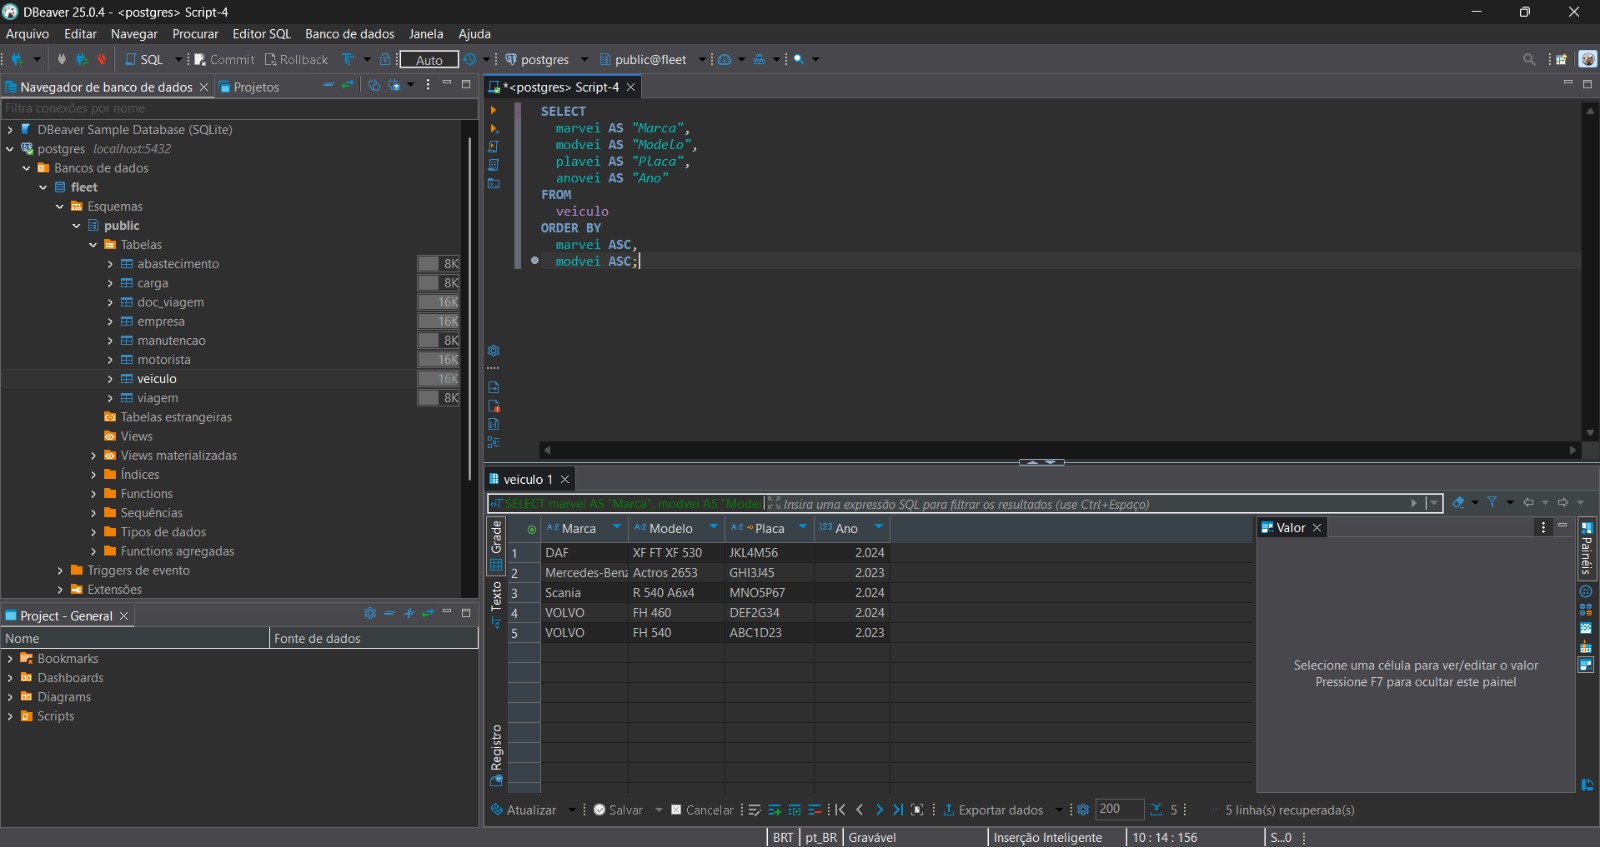 DBeaver 25.0.4 - <postgres> Script-4
Arquivo Editar Navegar Procurar Editor SQL Banco de dados Janela Ajuda
SQL Commit Rollback Auto postgres public@fleet
Navegador de banco de dados Projetos
Filtra conexões por nome
DBeaver Sample Database (SQLite)
postgres localhost:5432
Bancos de dados
fleet
Esquemas
public
Tabelas
abastecimento 8K
carga 8K
doc_viagem 16K
empresa 16K
manutencao 8K
motorista 16K
veiculo 16K
viagem 8K
Tabelas estrangeiras
Views
Views materializadas
Índices
Functions
Sequências
Tipos de dados
Functions agregadas
Triggers de evento
Extensões
Project - General
Nome Fonte de dados
Bookmarks
Dashboards
Diagrams
Scripts
*<postgres> Script-4
SELECT
marvei AS "Marca",
modvei AS "Modelo",
plavei AS "Placa",
anovei AS "Ano"
FROM
veiculo
ORDER BY
marvei ASC,
modvei ASC;
veiculo 1
SELECT marvei AS "Marca", modvei AS "Model Insira uma expressão SQL para filtrar os resultados (use Ctrl+Espaço)
Grade
Texto
Registro
A-Z Marca A-Z Modelo A-Z Placa 123 Ano
1 DAF XF FT XF 530 JKL4M56 2.024
2 Mercedes-Benz Actros 2653 GHI3J45 2.023
3 Scania R 540 A6x4 MNO5P67 2.024
4 VOLVO FH 460 DEF2G34 2.024
5 VOLVO FH 540 ABC1D23 2.023
Valor
Selecione uma célula para ver/editar o valor
Pressione F7 para ocultar este painel
Painéis
Atualizar Salvar Cancelar Exportar dados 200 5 5 linha(s) recuperada(s)
BRT pt_BR Gravável Inserção Inteligente 10 : 14 : 156 S...0